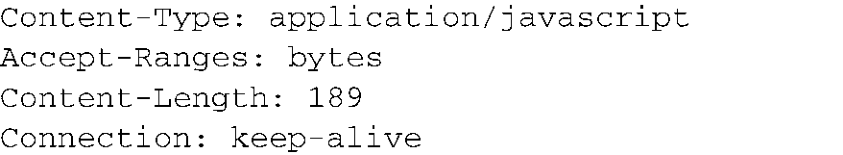 Content-Type: application/javascript
Accept-Ranges: bytes
Content-Length: 189
Connection: keep-alive